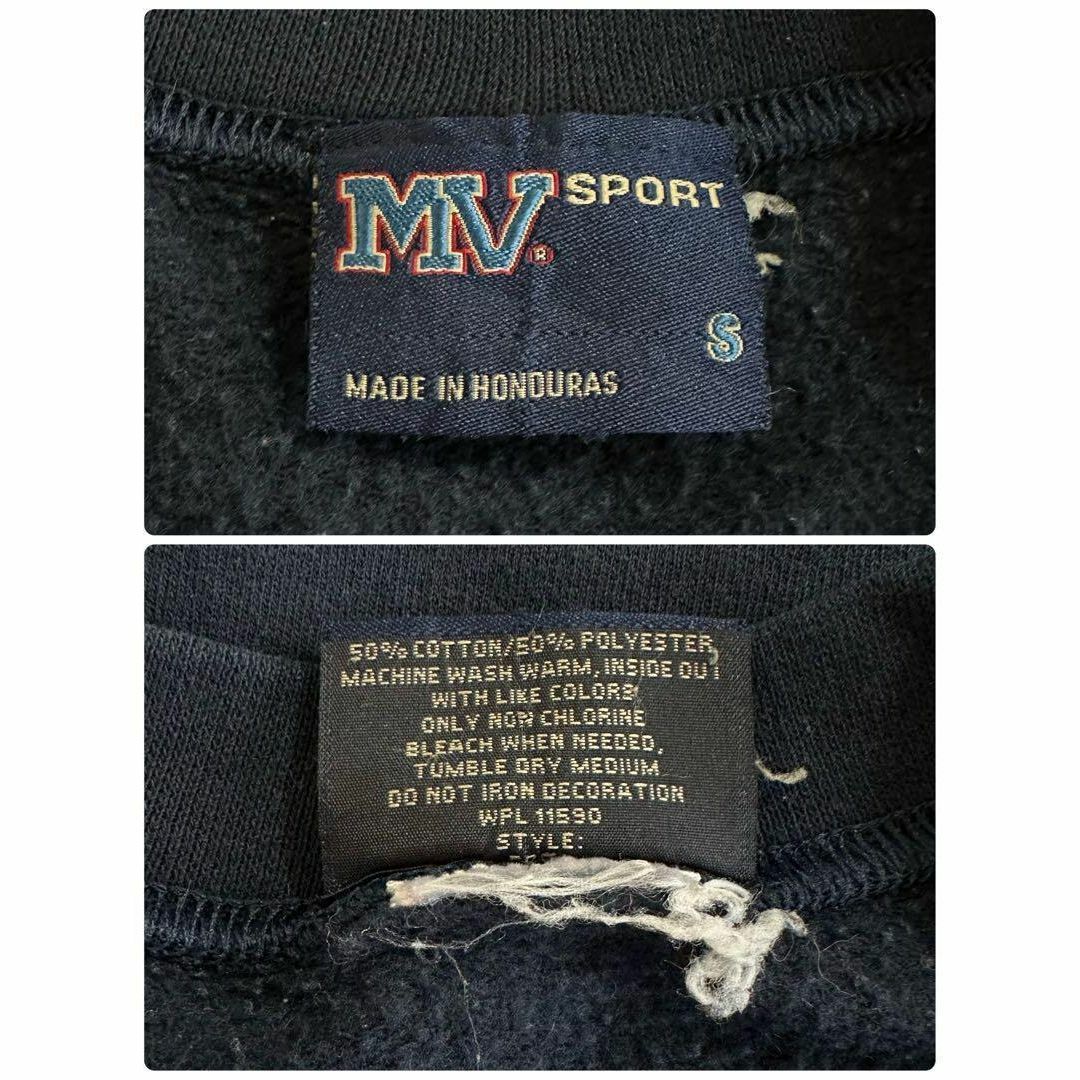 MV® SPORT
S
MADE IN HONDURAS
50% COTTON/50% POLYESTER
MACHINE WASH WARM, INSIDE OUT
WITH LIKE COLORS
ONLY NON CHLORINE
BLEACH WHEN NEEDED,
TUMBLE DRY MEDIUM
DO NOT IRON DECORATION
WPL 11590
STYLE: